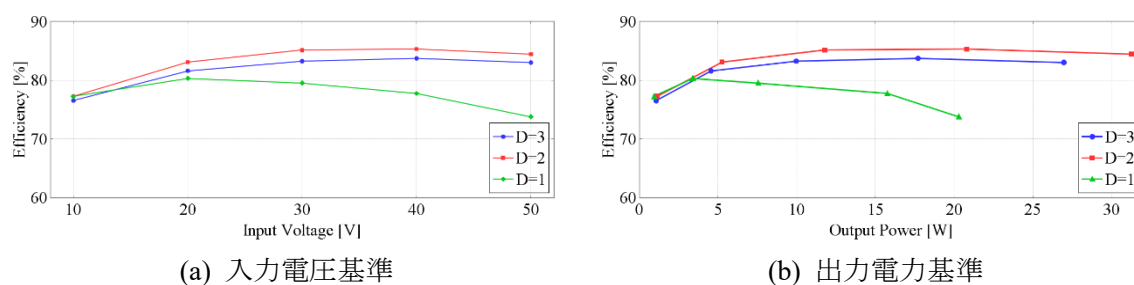 90
80
70
60
Efficiency [%]
10 20 30 40 50
Input Voltage [V]
D=3
D=2
D=1
(a) 入力電圧基準
90
80
70
60
Efficiency [%]
0 5 10 15 20 25 30
Output Power [W]
D=3
D=2
D=1
(b) 出力電力基準